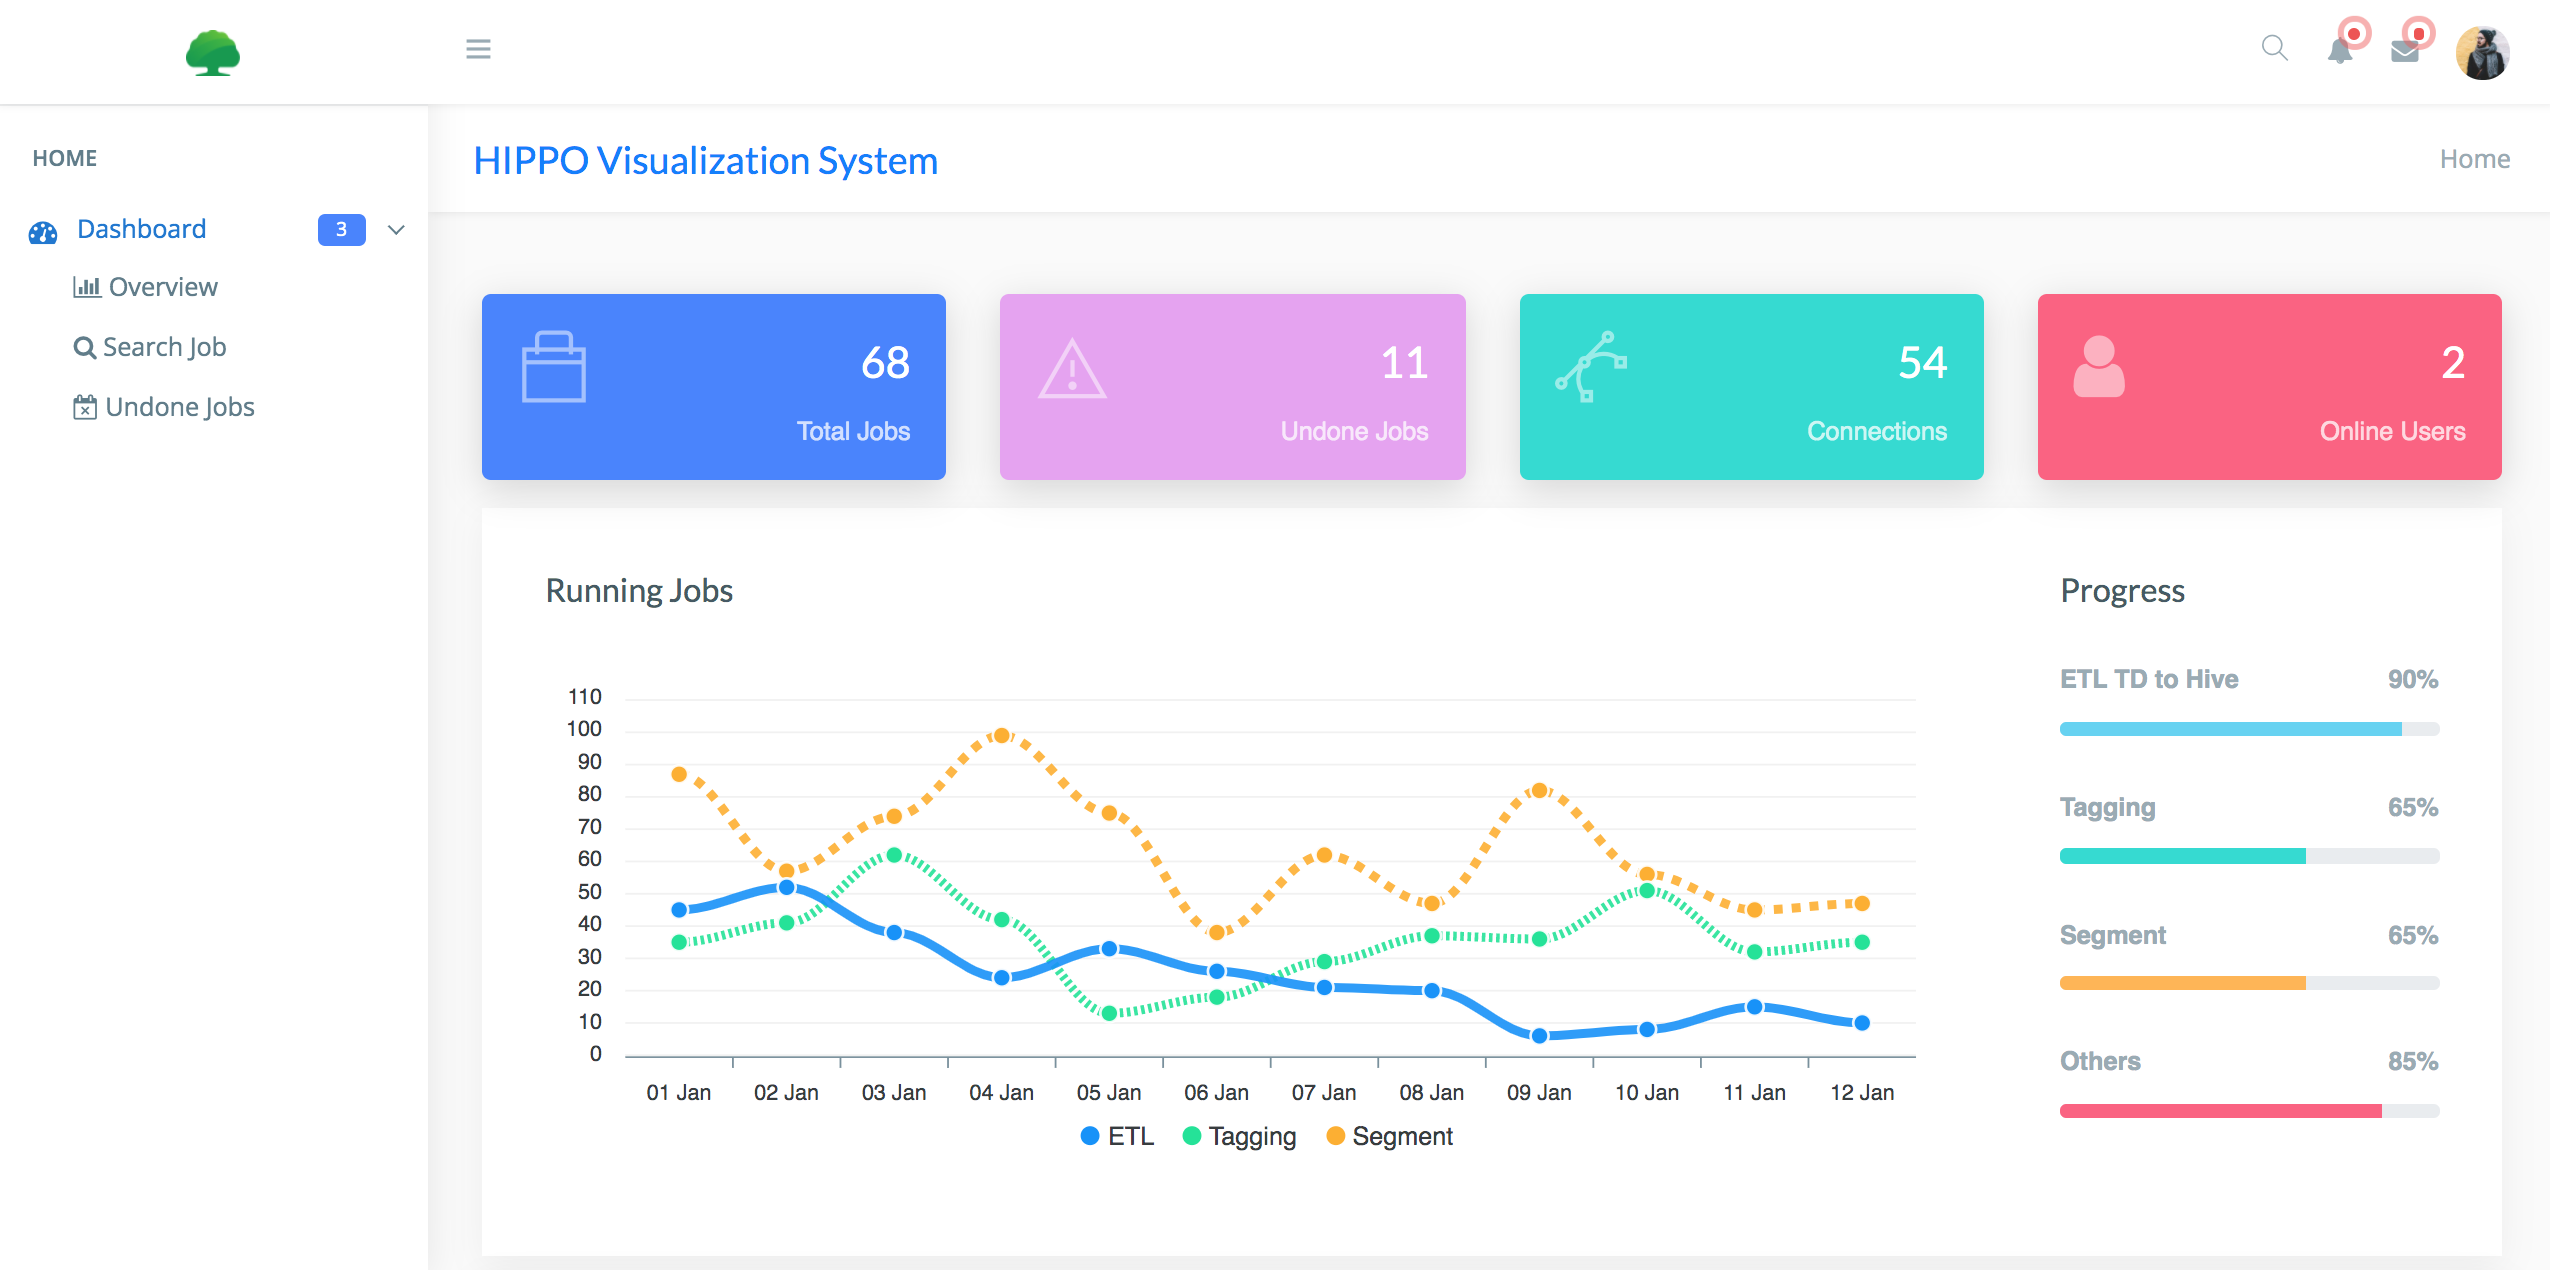 HOME
Dashboard 3
Overview
Search Job
Undone Jobs
HIPPO Visualization System
Home
68
Total Jobs
11
Undone Jobs
54
Connections
2
Online Users
Running Jobs
110
100
90
80
70
60
50
40
30
20
10
0
01 Jan 02 Jan 03 Jan 04 Jan 05 Jan 06 Jan 07 Jan 08 Jan 09 Jan 10 Jan 11 Jan 12 Jan
ETL Tagging Segment
Progress
ETL TD to Hive 90%
Tagging 65%
Segment 65%
Others 85%